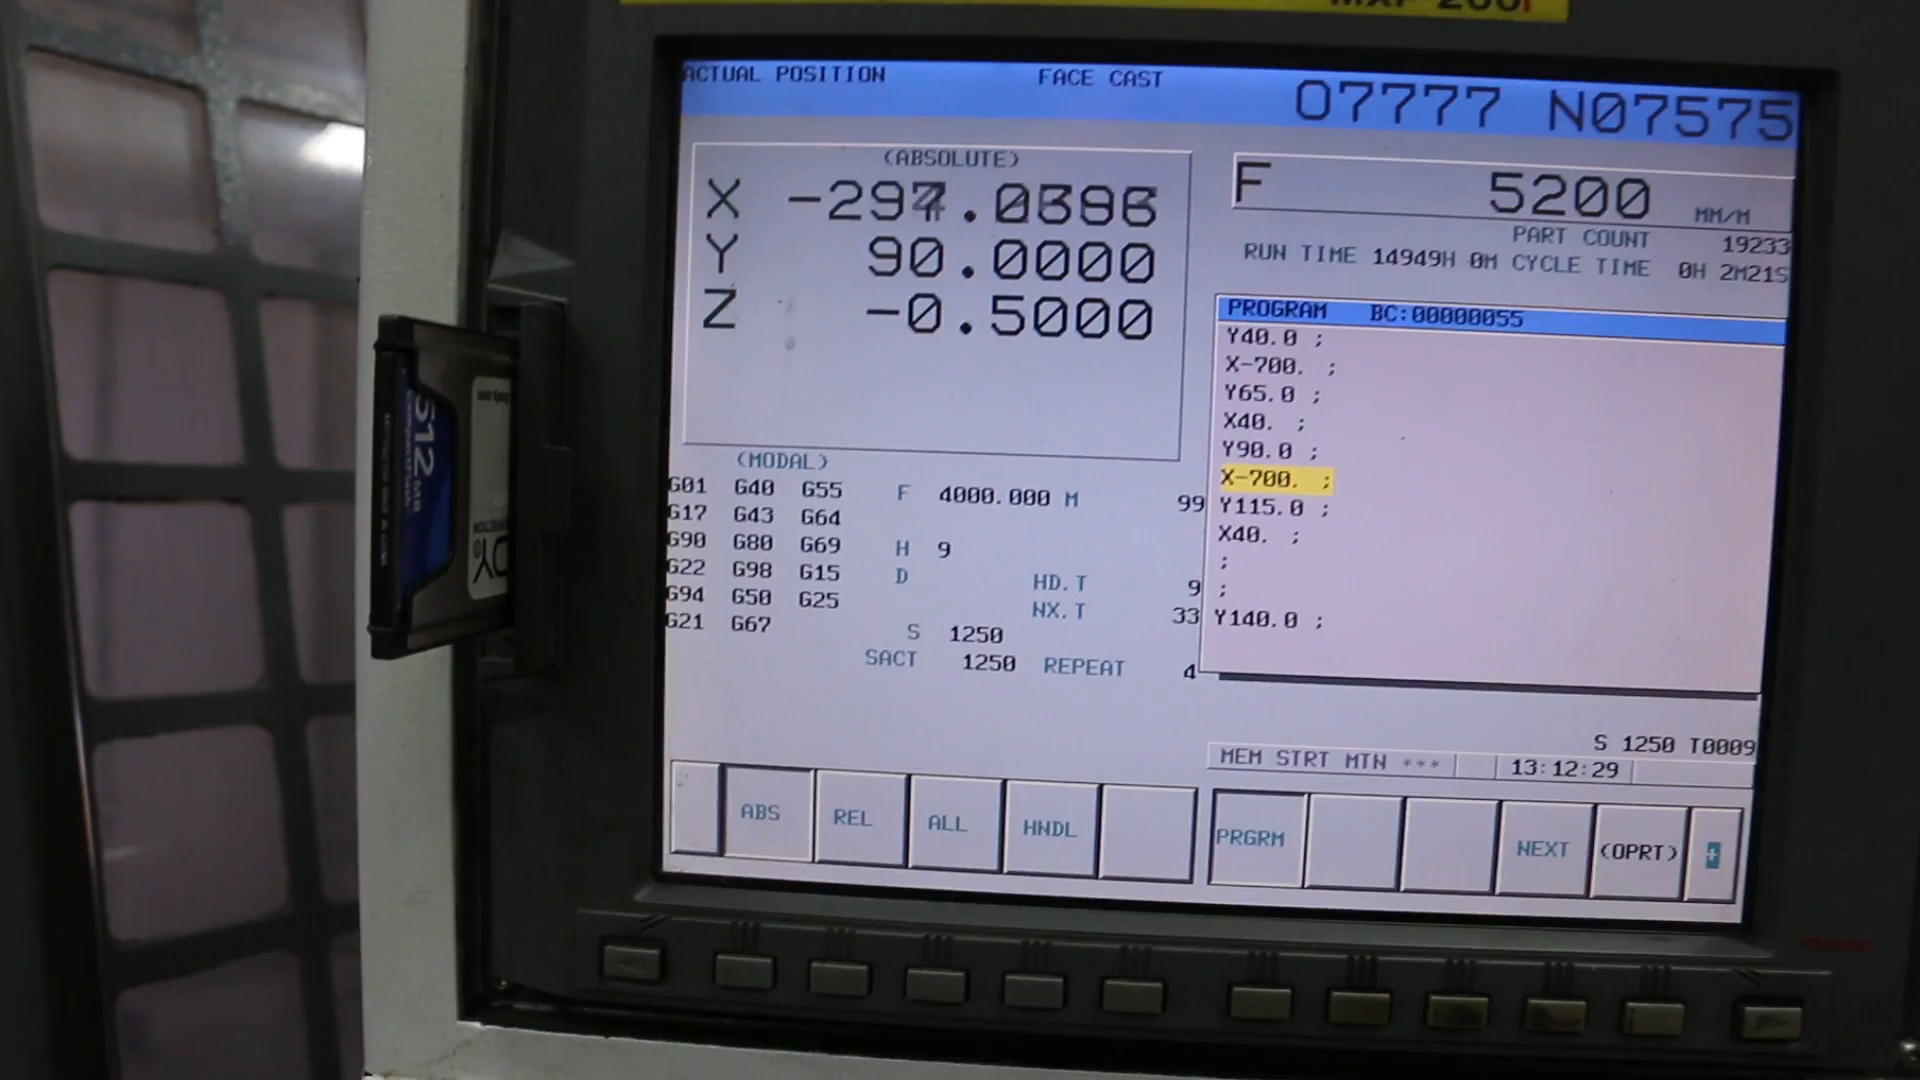 ACTUAL POSITION FACE CAST O7777 N07575
(ABSOLUTE)
X
Y 90.0000
Z -0.5000
F 5200 MM/M
PART COUNT 19233
RUN TIME 14949H 0M CYCLE TIME 0H 2M21S
PROGRAM BC:00000055
Y40.0 ;
X-700. ;
Y65.0 ;
X40. ;
Y90.0 ;
X-700. ;
Y115.0 ;
X40. ;
;
;
Y140.0 ;
(MODAL)
G01 G40 G55 F 4000.000 M 99
G17 G43 G64
G90 G80 G69 H 9
G22 G98 G15 D HD.T 9
G94 G50 G25 NX.T 33
G21 G67 S 1250
SACT 1250 REPEAT 4
S 1250 T0009
MEM STRT MTN *** 13:12:29
ABS REL ALL HNDL PRGRM NEXT (OPRT) +
512 MB
CompactFlash